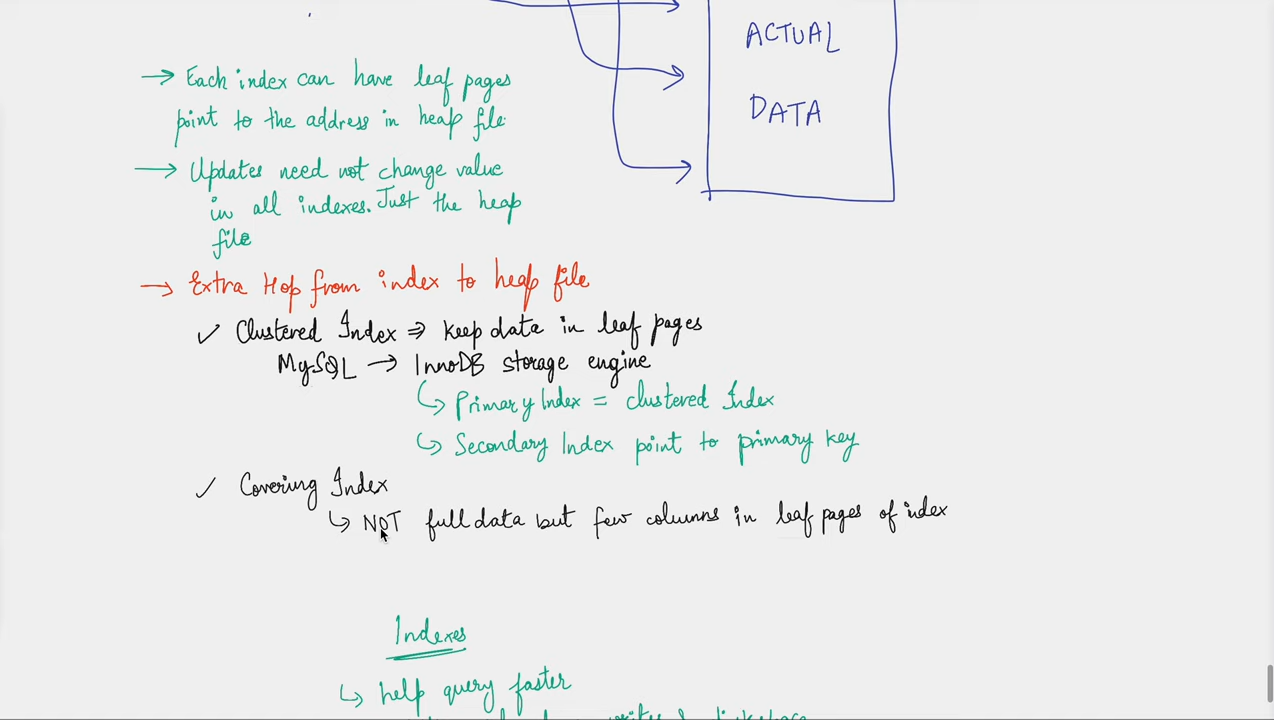 ACTUAL
DATA
→ Each index can have leaf pages
point to the address in heap file.
→ Updates need not change value
in all indexes. Just the heap
file
→ Extra Hop from index to heap file
✓ Clustered Index ⇒ keep data in leaf pages
MySQL → InnoDB storage engine
↳ Primary Index = clustered Index
↳ Secondary Index point to primary key
✓ Covering Index
↳ NOT full data but few columns in leaf pages of index
Indexes
↳ help query faster